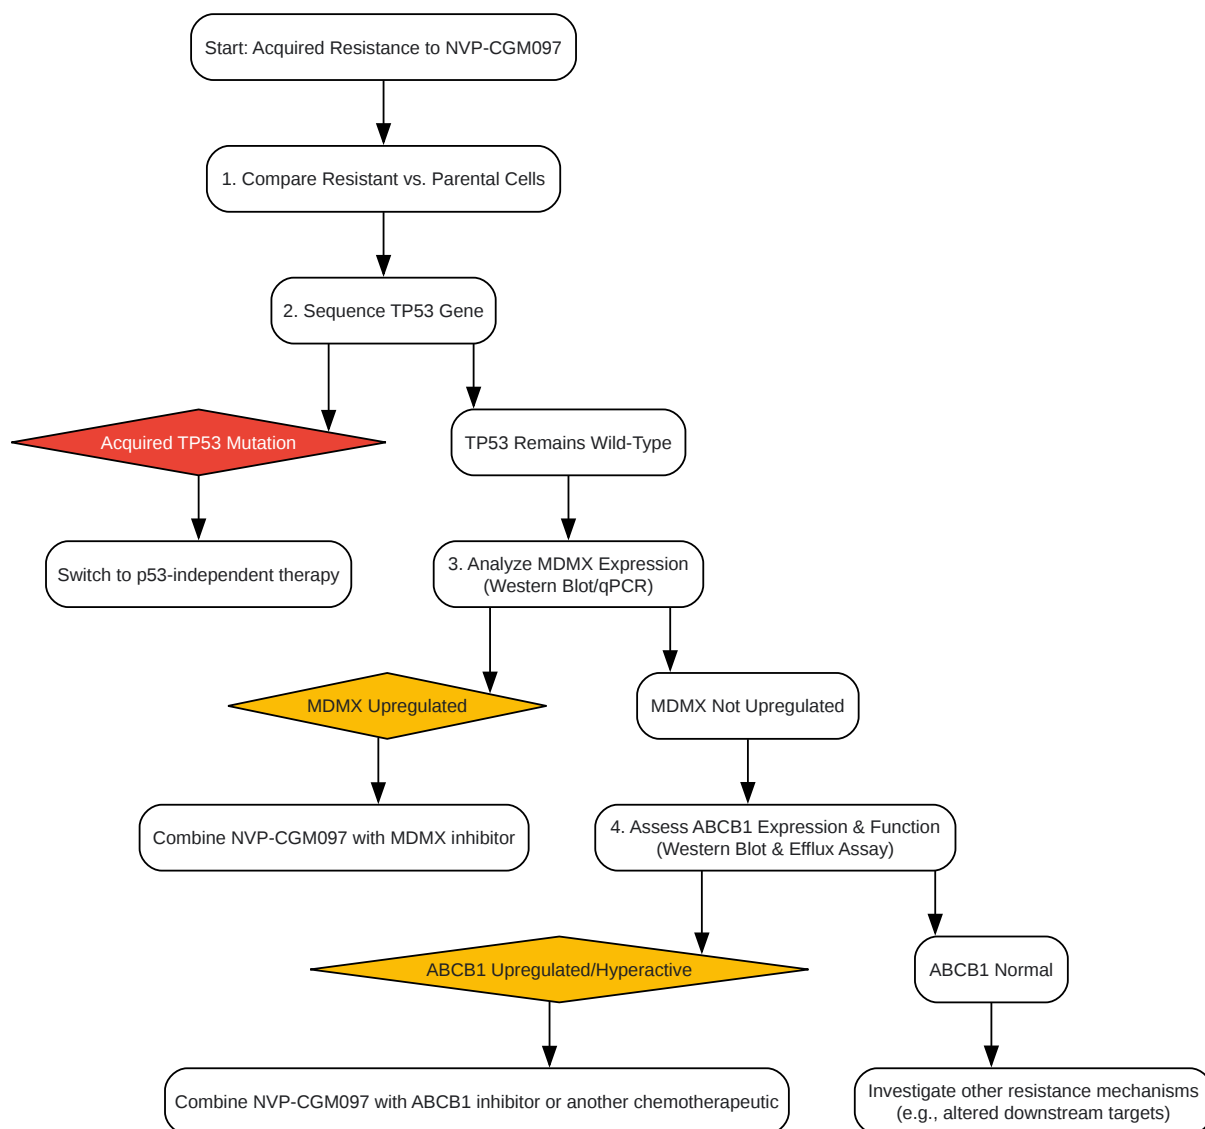 Start: Acquired Resistance to NVP-CGM097
1. Compare Resistant vs. Parental Cells
2. Sequence TP53 Gene
Acquired TP53 Mutation
TP53 Remains Wild-Type
Switch to p53-independent therapy
3. Analyze MDMX Expression
(Western Blot/qPCR)
MDMX Upregulated
MDMX Not Upregulated
Combine NVP-CGM097 with MDMX inhibitor
4. Assess ABCB1 Expression & Function
(Western Blot & Efflux Assay)
ABCB1 Upregulated/Hyperactive
ABCB1 Normal
Combine NVP-CGM097 with ABCB1 inhibitor or another chemotherapeutic
Investigate other resistance mechanisms
(e.g., altered downstream targets)